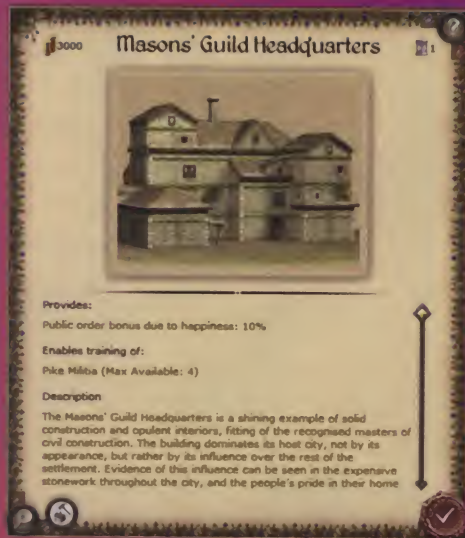 3000 Masons' Guild Headquarters 1
Provides:
Public order bonus due to happiness: 10%
Enables training of:
Pike Militia (Max Available: 4)
Description
The Masons' Guild Headquarters is a shining example of solid
construction and opulent interiors, fitting of the recognised masters of
civil construction. The building dominates its host city, not by its
appearance, but rather by its influence over the rest of the
settlement. Evidence of this influence can be seen in the expensive
stonework throughout the city, and the people's pride in their home